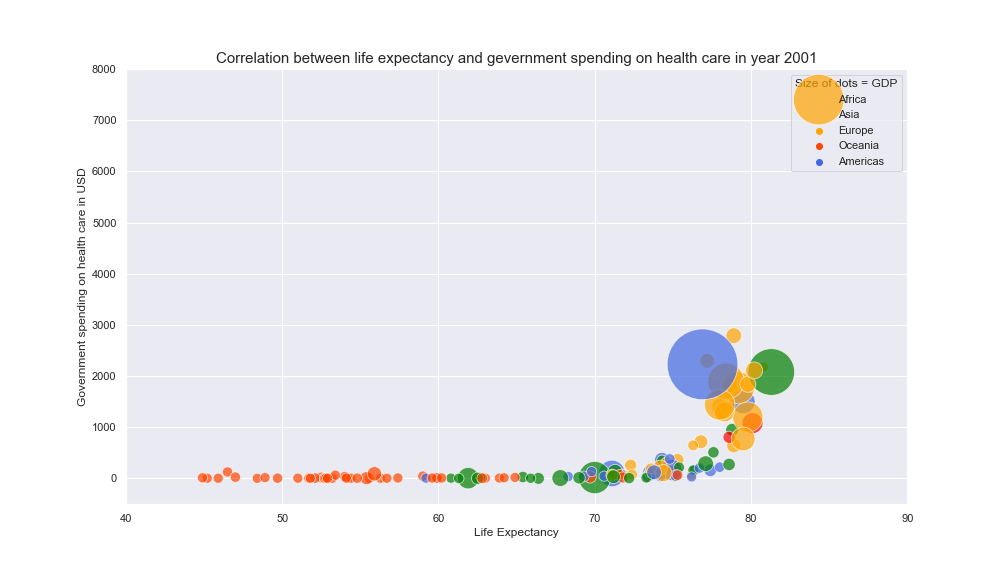 Correlation between life expectancy and gevernment spending on health care in year 2001
8000
7000
6000
5000
4000
3000
2000
1000
0
Government spending on health care in USD
Size of dots = GDP
Africa
Asia
Europe
Oceania
Americas
40 50 60 70 80 90
Life Expectancy